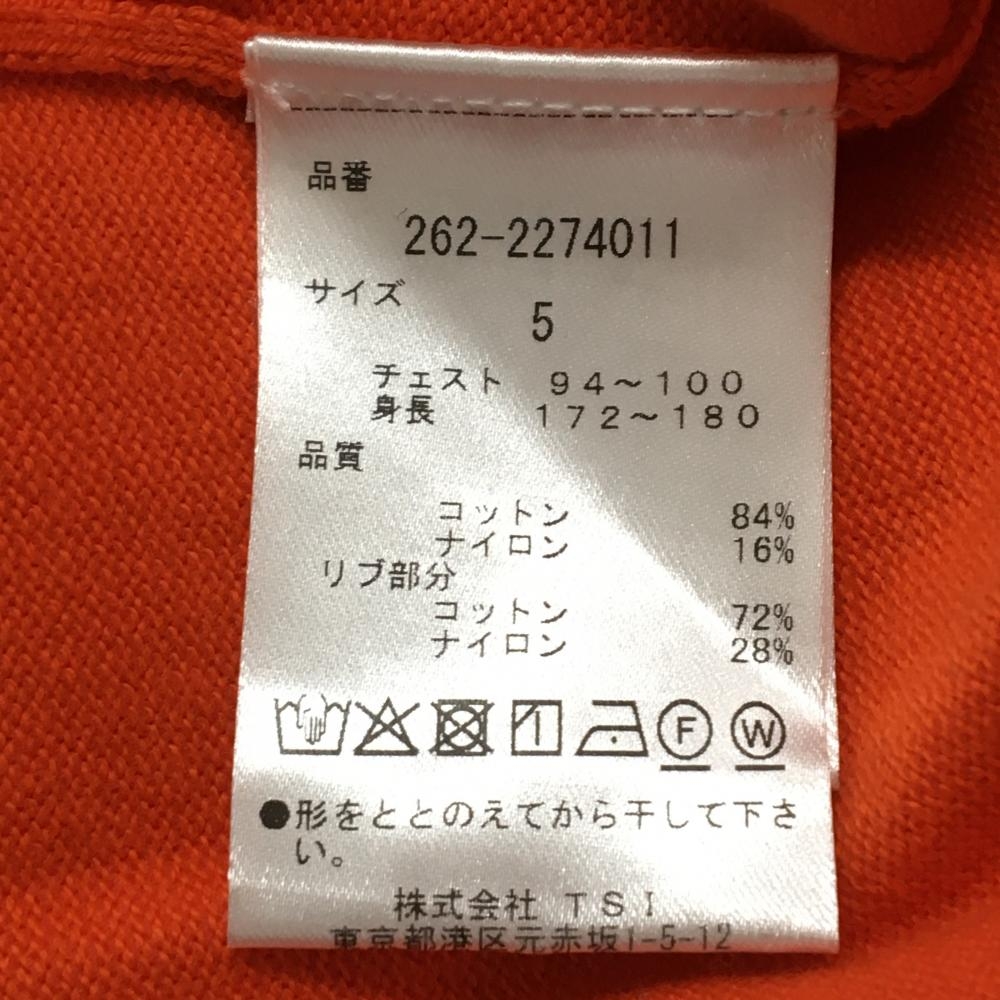 品番
262-2274011
サイズ
5
チェスト 94～100
身長 172～180
品質
コットン 84%
ナイロン 16%
リブ部分
コットン 72%
ナイロン 28%
1 F W
●形をととのえてから干して下さ
い。
株式会社 TSI
東京都港区元赤坂1-5-12